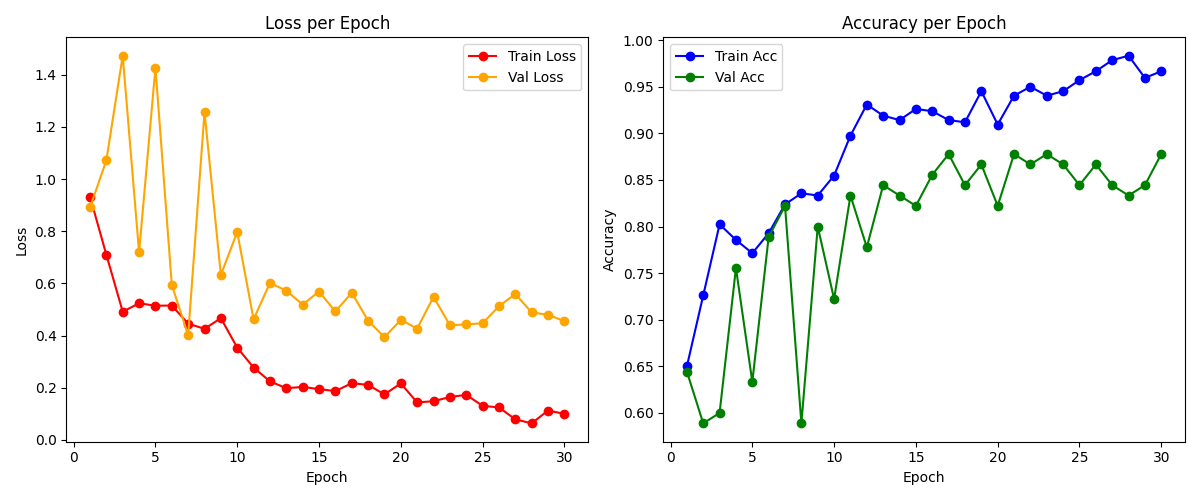 Loss per Epoch
Train Loss
Val Loss
1.4
1.2
1.0
0.8
0.6
0.4
0.2
0.0
Loss
0 5 10 15 20 25 30
Epoch
Accuracy per Epoch
Train Acc
Val Acc
1.00
0.95
0.90
0.85
0.80
0.75
0.70
0.65
0.60
Accuracy
0 5 10 15 20 25 30
Epoch